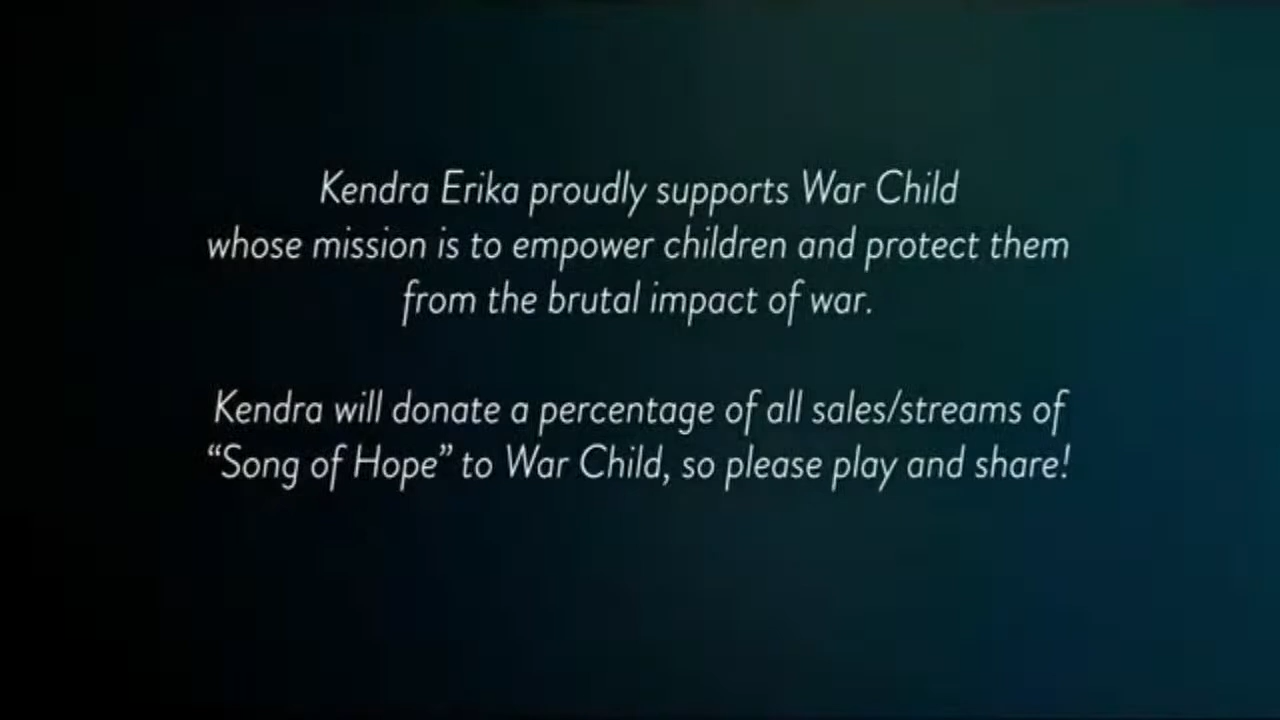 Kendra Erika proudly supports War Child
whose mission is to empower children and protect them
from the brutal impact of war.
Kendra will donate a percentage of all sales/streams of
“Song of Hope” to War Child, so please play and share!